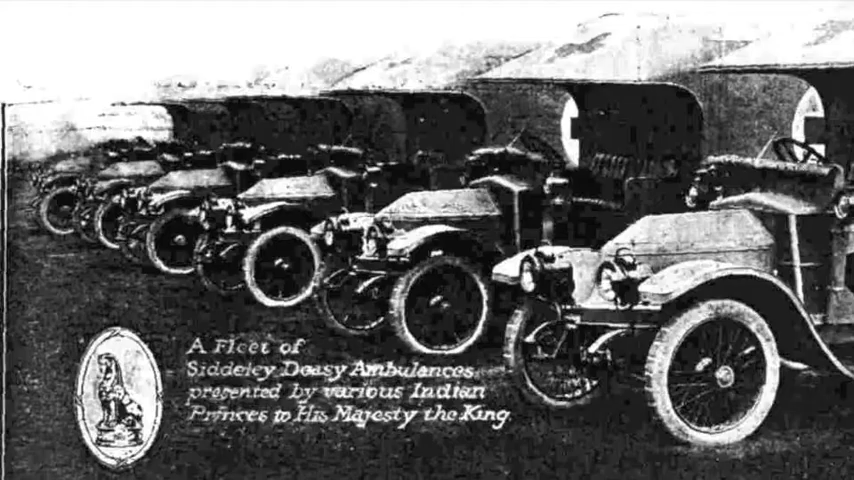 A Fleet of
Siddeley Deasy Ambulances
presented by various Indian
Princes to His Majesty the King